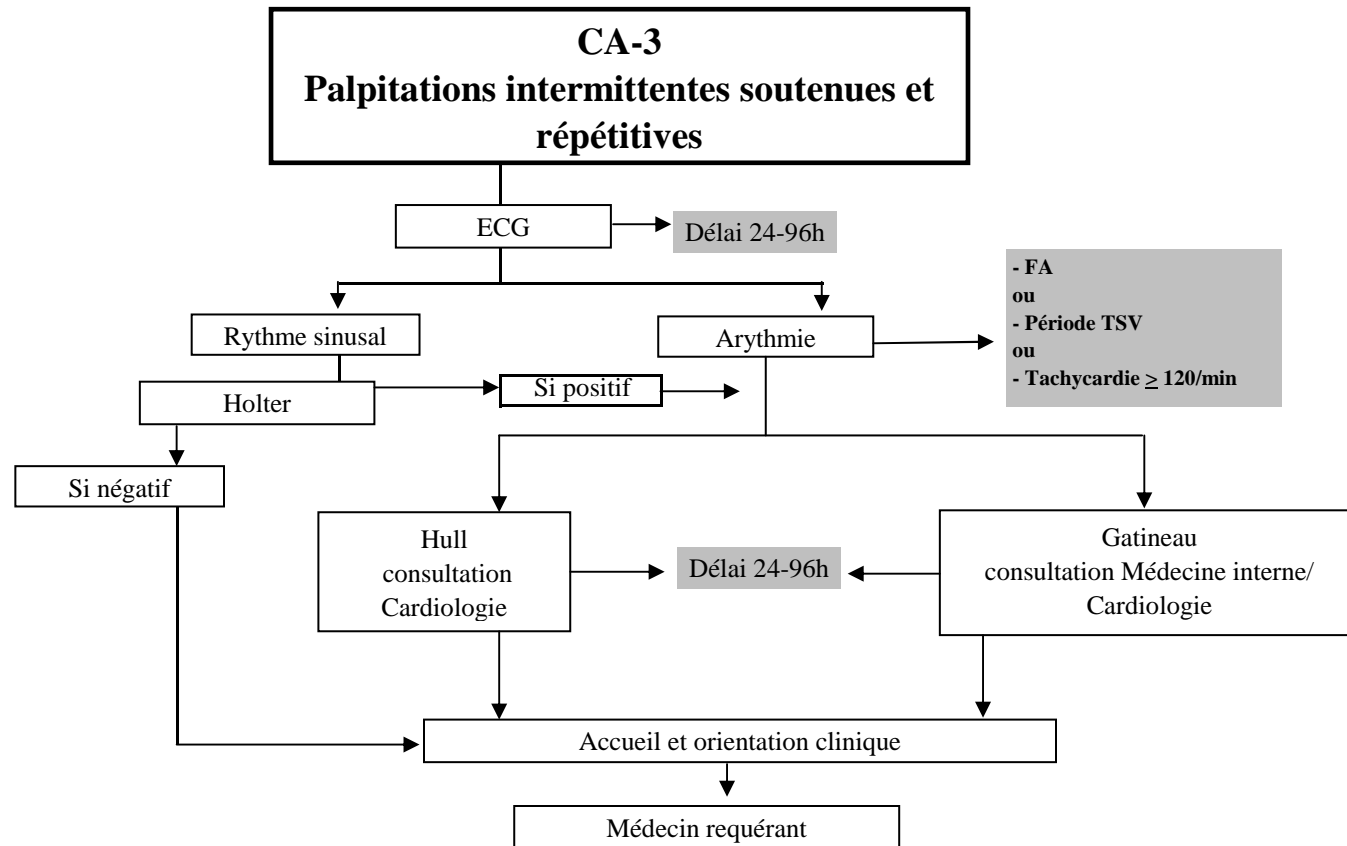 CA-3
Palpitations intermittentes soutenues et
répétitives
ECG
Délai 24-96h
- FA
ou
- Période TSV
ou
- Tachycardie ≥ 120/min
Rythme sinusal
Arythmie
Si positif
Holter
Si négatif
Hull
consultation
Cardiologie
Délai 24-96h
Gatineau
consultation Médecine interne/
Cardiologie
Accueil et orientation clinique
Médecin requérant